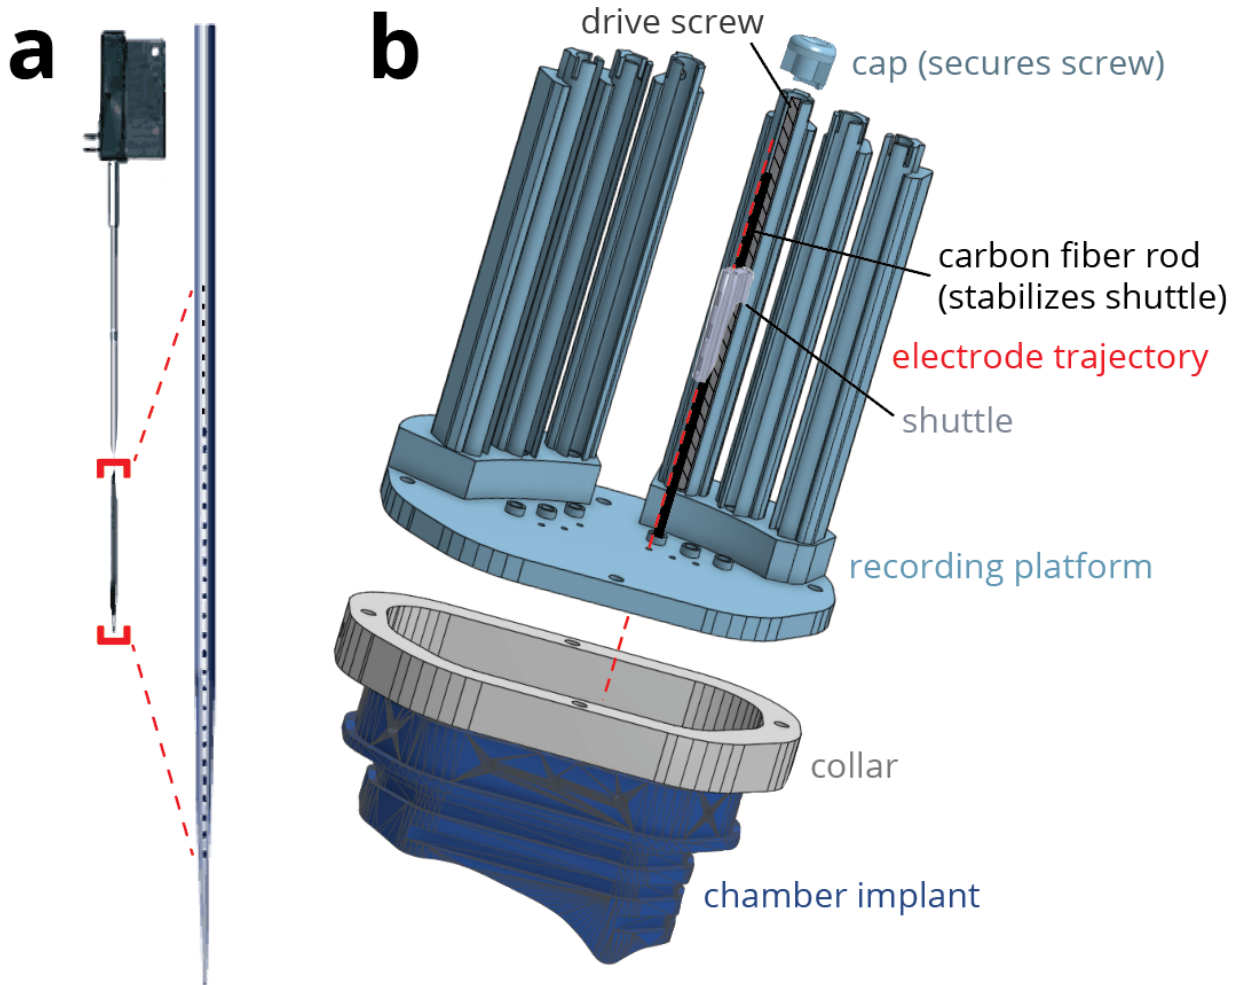 a
b
drive screw
cap (secures screw)
carbon fiber rod
(stabilizes shuttle)
electrode trajectory
shuttle
recording platform
collar
chamber implant